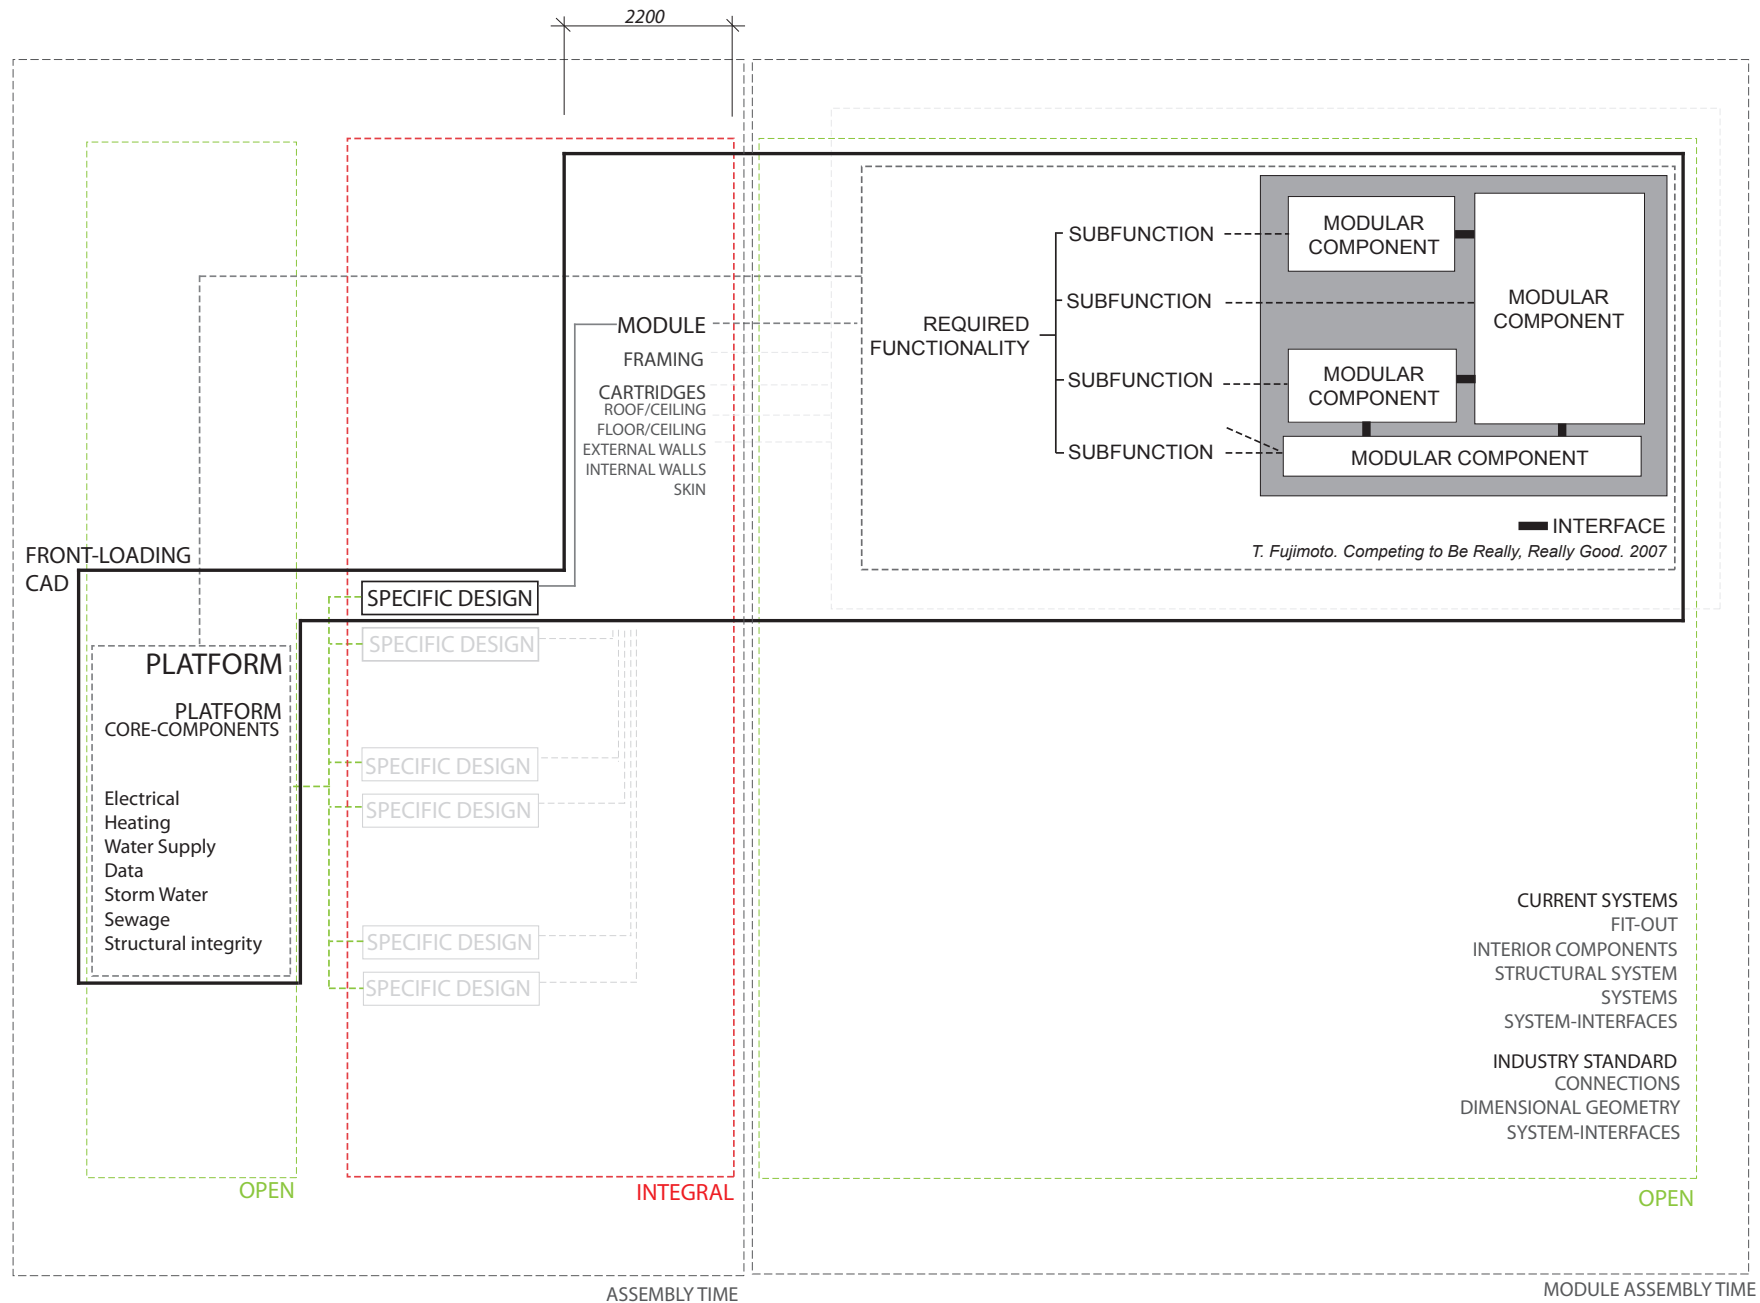 2200
MODULE
FRAMING
CARTRIDGES
ROOF/CEILING
FLOOR/CEILING
EXTERNAL WALLS
INTERNAL WALLS
SKIN
REQUIRED
FUNCTIONALITY
SUBFUNCTION
SUBFUNCTION
SUBFUNCTION
SUBFUNCTION
MODULAR
COMPONENT
MODULAR
COMPONENT
MODULAR
COMPONENT
MODULAR COMPONENT
INTERFACE
T. Fujimoto. Competing to Be Really, Really Good. 2007
FRONT-LOADING
CAD
SPECIFIC DESIGN
SPECIFIC DESIGN
SPECIFIC DESIGN
SPECIFIC DESIGN
SPECIFIC DESIGN
SPECIFIC DESIGN
PLATFORM
PLATFORM
CORE-COMPONENTS
Electrical
Heating
Water Supply
Data
Storm Water
Sewage
Structural integrity
CURRENT SYSTEMS
FIT-OUT
INTERIOR COMPONENTS
STRUCTURAL SYSTEM
SYSTEMS
SYSTEM-INTERFACES
INDUSTRY STANDARD
CONNECTIONS
DIMENSIONAL GEOMETRY
SYSTEM-INTERFACES
OPEN
INTEGRAL
OPEN
ASSEMBLY TIME
MODULE ASSEMBLY TIME